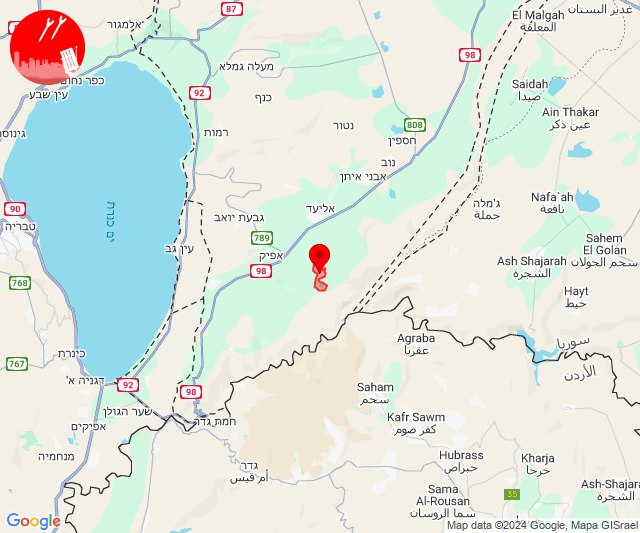 El Malgah
المعلقة
غدير البستان
אלמגור
87
98
מעלה גמלא
כפר נחום
עין שבע
92
כנף
Saidah
صيدا
גינוסר
רמות
נטור
808
חספין
Ain Thakar
عين ذكر
נוב
אבני איתן
90
טבריה
ים כנרת
גבעת יואב
אליעד
ג'מלה
جملة
Nafa`ah
نافعة
789
עין גב
אפיק
98
Sahem
El Golan
سحم الجولان
Ash Shajarah
الشجرة
768
Hayt
حيط
767
כינרת
Agraba
عقربا
سوريا
الأردن
דגניה א'
92
98
Saham
سحم
שער הגולן
חמת גדר
אפיקים
Kafr Sawm
كفر صوم
מנחמיה
גדר
أم قيس
Hubrass
حبراص
Kharja
خرجا
Sama
Al-Rousan
سما الروسان
35
Ash-Shajara
الشجرة
Google
Map data ©2024 Google, Mapa GISrael